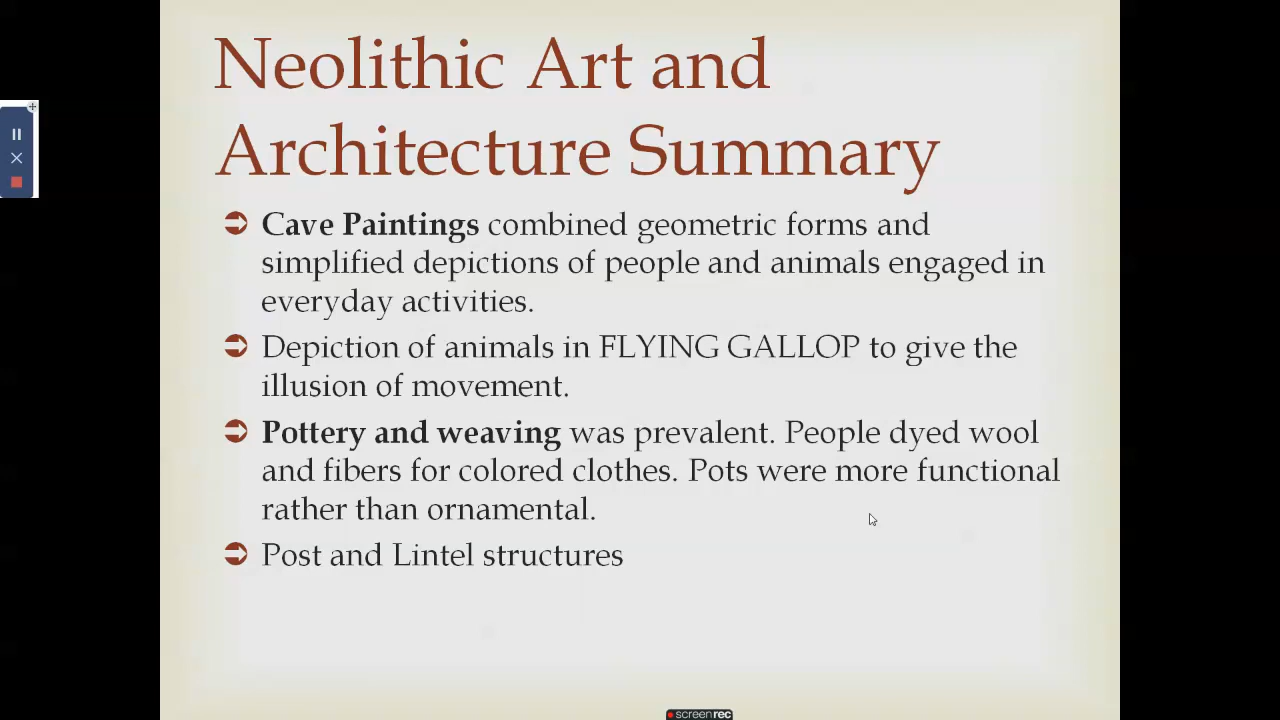 Neolithic Art and
Architecture Summary
Cave Paintings combined geometric forms and
simplified depictions of people and animals engaged in
everyday activities.
Depiction of animals in FLYING GALLOP to give the
illusion of movement.
Pottery and weaving was prevalent. People dyed wool
and fibers for colored clothes. Pots were more functional
rather than ornamental.
Post and Lintel structures
screenrec